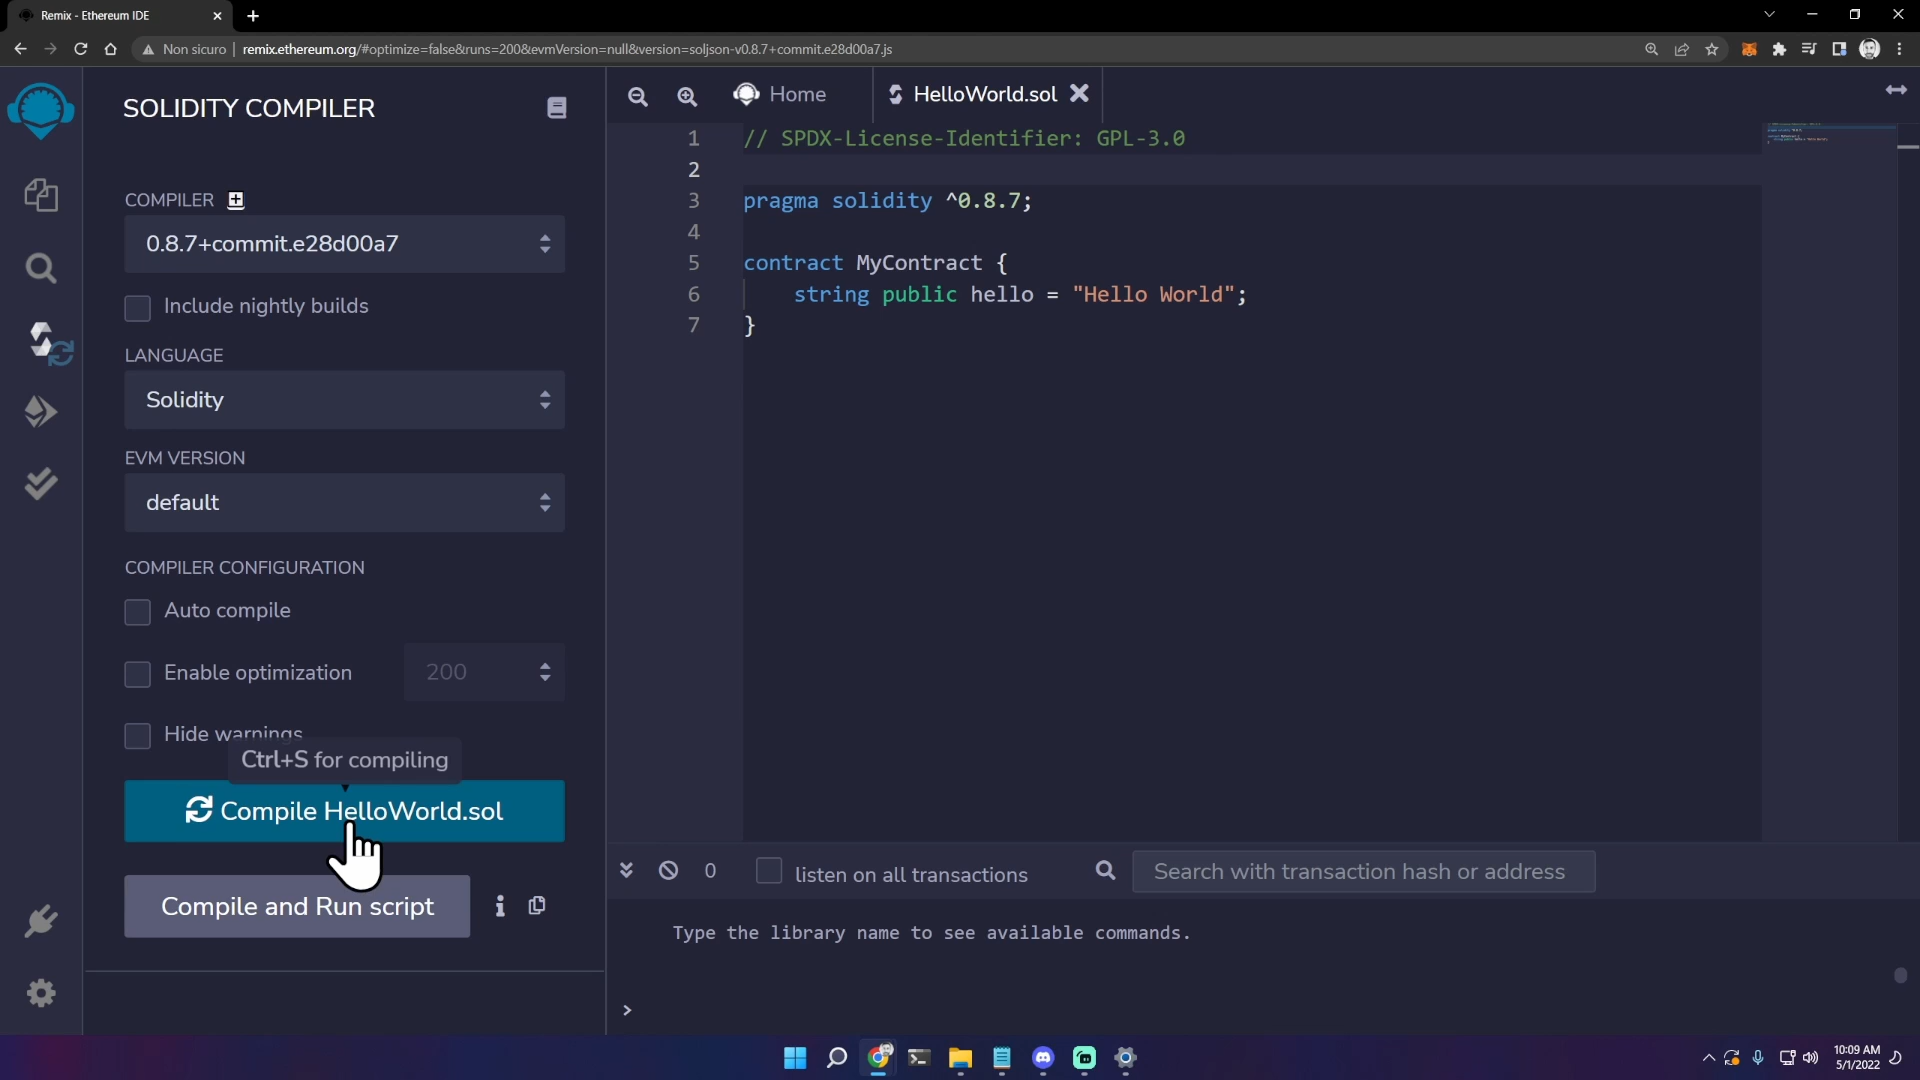 Remix - Ethereum IDE
Non sicuro | remix.ethereum.org/#optimize=false&runs=200&evmVersion=null&version=soljson-v0.8.7+commit.e28d00a7.js
SOLIDITY COMPILER
COMPILER
0.8.7+commit.e28d00a7
Include nightly builds
LANGUAGE
Solidity
EVM VERSION
default
COMPILER CONFIGURATION
Auto compile
Enable optimization 200
Hide warnings
Ctrl+S for compiling
Compile HelloWorld.sol
Compile and Run script
Home
HelloWorld.sol
1 // SPDX-License-Identifier: GPL-3.0
2
3 pragma solidity ^0.8.7;
4
5 contract MyContract {
6 string public hello = "Hello World";
7 }
0 listen on all transactions Search with transaction hash or address
Type the library name to see available commands.
>
10:09 AM
5/1/2022